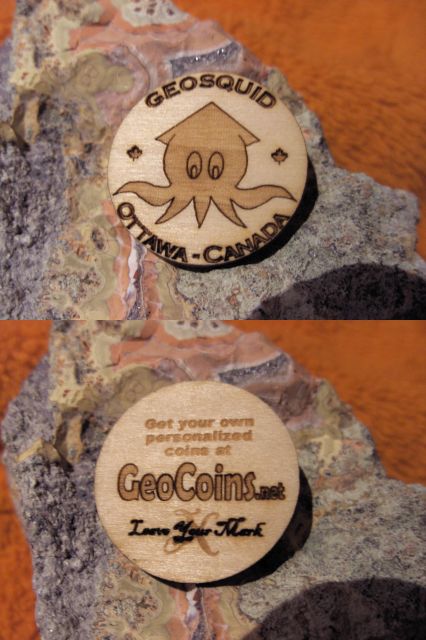 GEOSQUID
OTTAWA - CANADA
Get your own
personalized
coins at
GeoCoins.net
Leave Your Mark